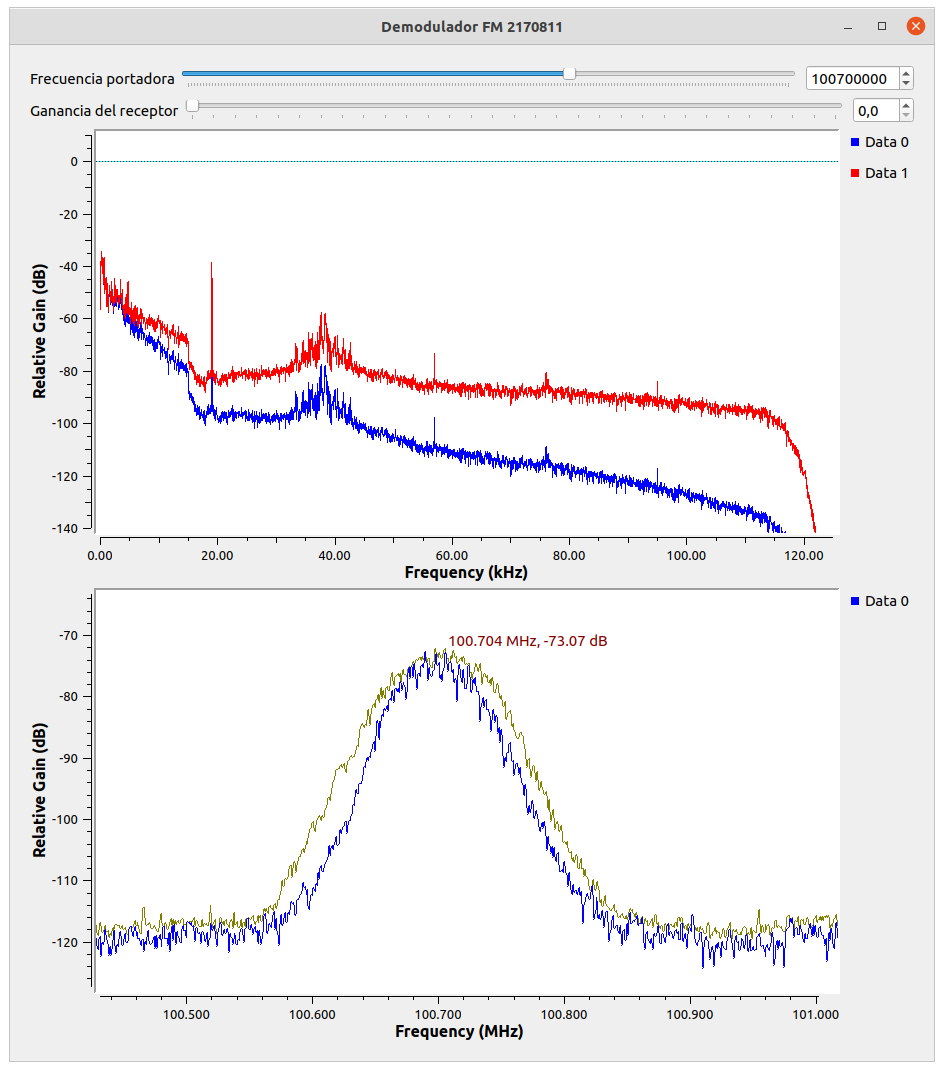 Demodulador FM 2170811
Frecuencia portadora 100700000
Ganancia del receptor 0,0
Data 0
Data 1
Relative Gain (dB)
0
-20
-40
-60
-80
-100
-120
-140
0.00 20.00 40.00 60.00 80.00 100.00 120.00
Frequency (kHz)
Data 0
100.704 MHz, -73.07 dB
Relative Gain (dB)
-70
-80
-90
-100
-110
-120
100.500 100.600 100.700 100.800 100.900 101.000
Frequency (MHz)